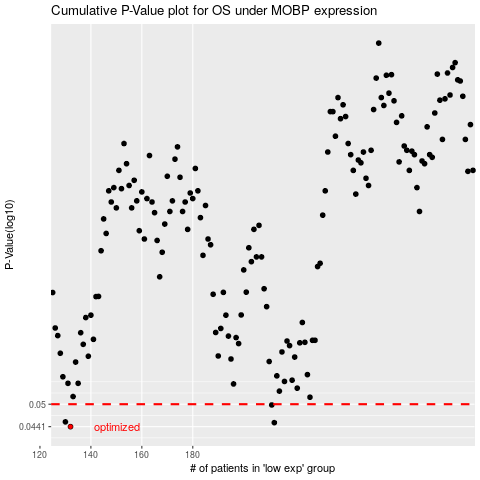 Cumulative P-Value plot for OS under MOBP expression
P-Value(log10)
0.05
0.0441
optimized
120 140 160 180
# of patients in 'low exp' group